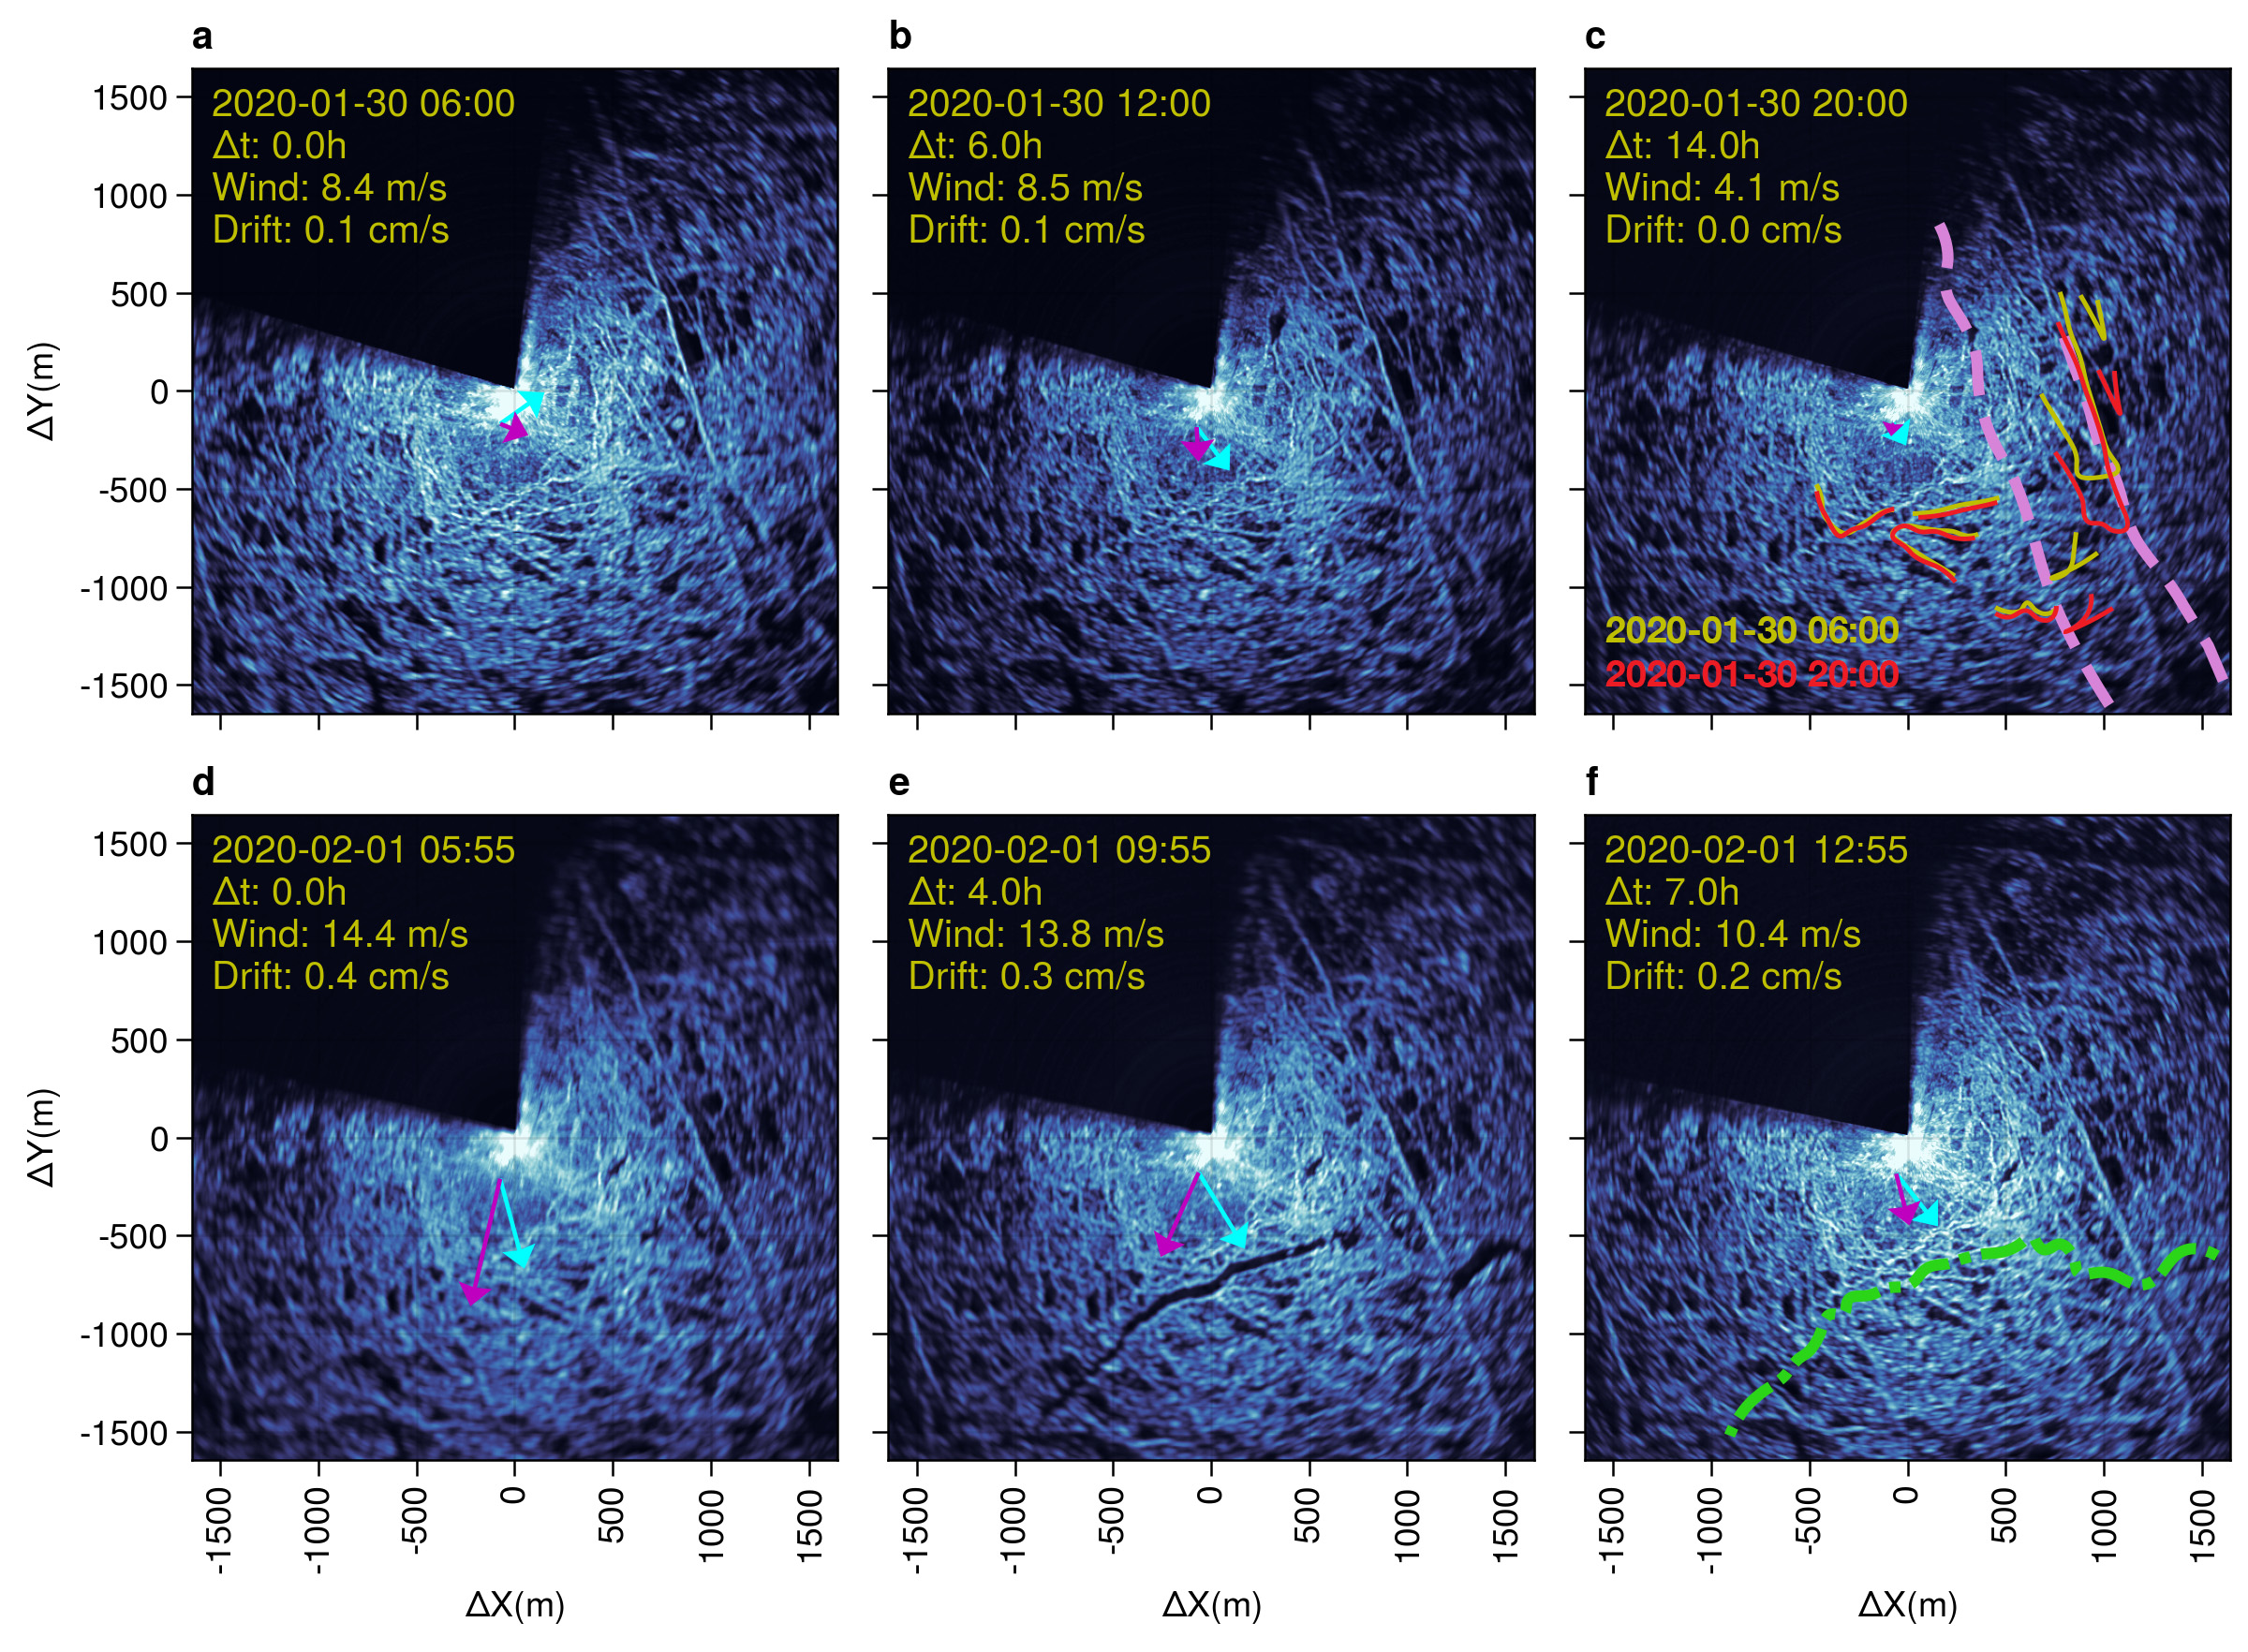 a
2020-01-30 06:00
Δt: 0.0h
Wind: 8.4 m/s
Drift: 0.1 cm/s
1500
1000
500
0
-500
-1000
-1500
ΔY(m)
b
2020-01-30 12:00
Δt: 6.0h
Wind: 8.5 m/s
Drift: 0.1 cm/s
c
2020-01-30 20:00
Δt: 14.0h
Wind: 4.1 m/s
Drift: 0.0 cm/s
2020-01-30 06:00
2020-01-30 20:00
d
2020-02-01 05:55
Δt: 0.0h
Wind: 14.4 m/s
Drift: 0.4 cm/s
1500
1000
500
0
-500
-1000
-1500
ΔY(m)
-1500
-1000
-500
0
500
1000
1500
ΔX(m)
e
2020-02-01 09:55
Δt: 4.0h
Wind: 13.8 m/s
Drift: 0.3 cm/s
-1500
-1000
-500
0
500
1000
1500
ΔX(m)
f
2020-02-01 12:55
Δt: 7.0h
Wind: 10.4 m/s
Drift: 0.2 cm/s
-1500
-1000
-500
0
500
1000
1500
ΔX(m)